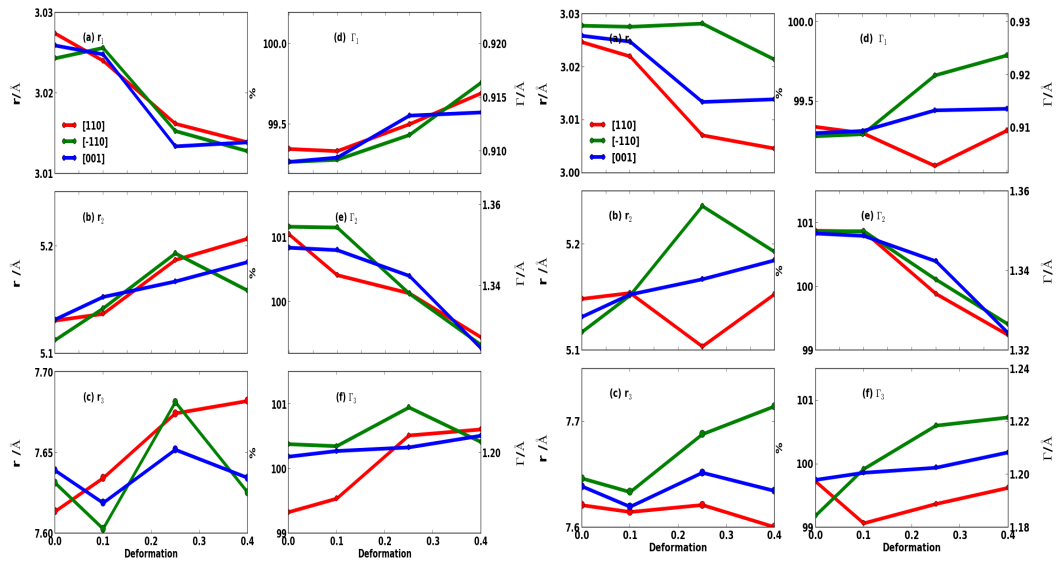 3.03
3.02
3.01
r/Å
(a) r₁
[110]
[-110]
[001]
100.0
99.5
%
(d) Γ₁
0.920
0.915
0.910
Γ/Å
5.2
5.1
r/Å
(b) r₂
101
100
%
(e) Γ₂
1.36
1.34
Γ/Å
7.70
7.65
7.60
r/Å
(c) r₃
0.0 0.1 0.2 0.3 0.4
Deformation
101
100
99
%
(f) Γ₃
1.20
Γ/Å
0.0 0.1 0.2 0.3 0.4
Deformation
3.03
3.02
3.01
3.00
r/Å
(a) r
[110]
[-110]
[001]
100.0
99.5
%
(d) Γ₁
0.93
0.92
0.91
Γ/Å
5.2
5.1
r/Å
(b) r₂
101
100
99
%
(e) Γ₂
1.36
1.34
1.32
Γ/Å
7.7
7.6
r/Å
(c) r₃
0.0 0.1 0.2 0.3 0.4
Deformation
101
100
99
%
(f) Γ₃
1.24
1.22
1.20
1.18
Γ/Å
0.0 0.1 0.2 0.3 0.4
Deformation